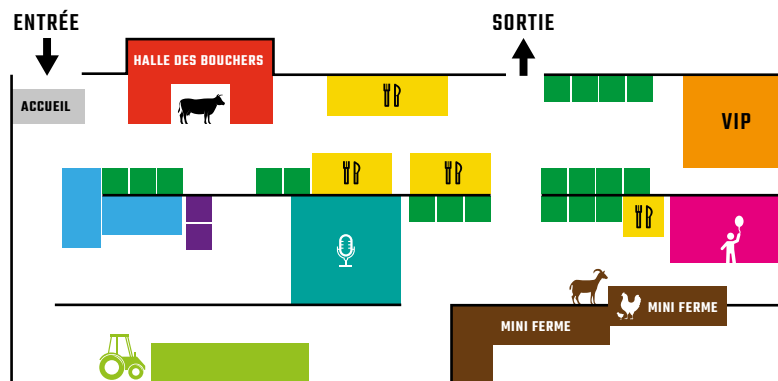 ENTRÉE
SORTIE
HALLE DES BOUCHERS
ACCUEIL
VIP
MINI FERME
MINI FERME